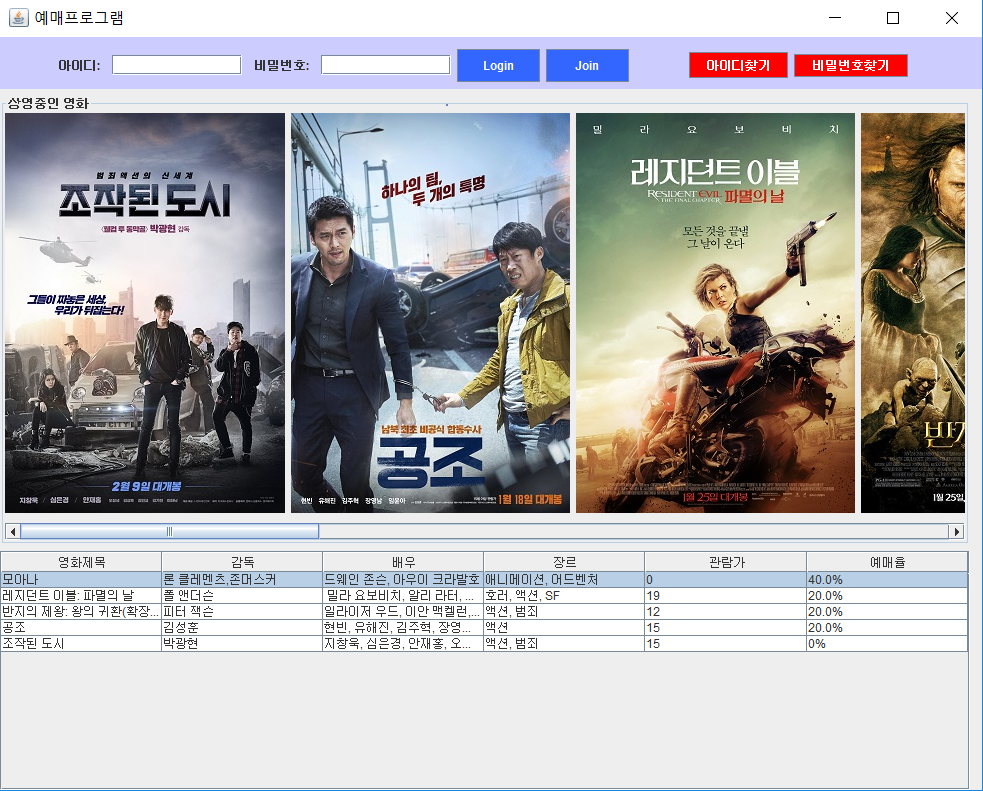 예매프로그램
아이디: 비밀번호: Login Join 아이디찾기 비밀번호찾기
상영중인 영화
범죄액션의 신세계
조작된 도시
<웰컴 투 동막골> 박광현 감독
그들이 짜놓은 세상,
우리가 뒤집는다!
2월 9일 대개봉
지창욱 / 심은경 / 안재홍
하나의 팀,
두 개의 특명
남북 최초 비공식 합동수사
공조
현빈 유해진 김주혁 장영남 임윤아 1월 18일 대개봉
밀라 요보비치
레지던트 이블
RESIDENT EVIL
THE FINAL CHAPTER 파멸의 날
모든 것을 끝낼
그 날이 온다
1월 25일 대개봉
1월 25일
영화제목 감독 배우 장르 관람가 예매율
모아나 론 클레멘츠,존머스커 드웨인 존슨, 아우이 크라발호 애니메이션, 어드벤처 0 40.0%
레지던트 이블: 파멸의 날 폴 앤더슨 밀라 요보비치, 알리 라터, ... 호러, 액션, SF 19 20.0%
반지의 제왕: 왕의 귀환(확장... 피터 잭슨 일라이저 우드, 이안 맥켈런,... 액션, 범죄 12 20.0%
공조 김성훈 현빈, 유해진, 김주혁, 장영... 액션 15 20.0%
조작된 도시 박광현 지창욱, 심은경, 안재홍, 오... 액션, 범죄 15 0%